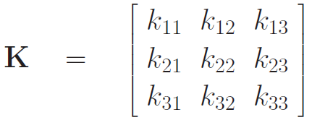 k₁₁ k₁₂ k₁₃
K = k₂₁ k₂₂ k₂₃
k₃₁ k₃₂ k₃₃